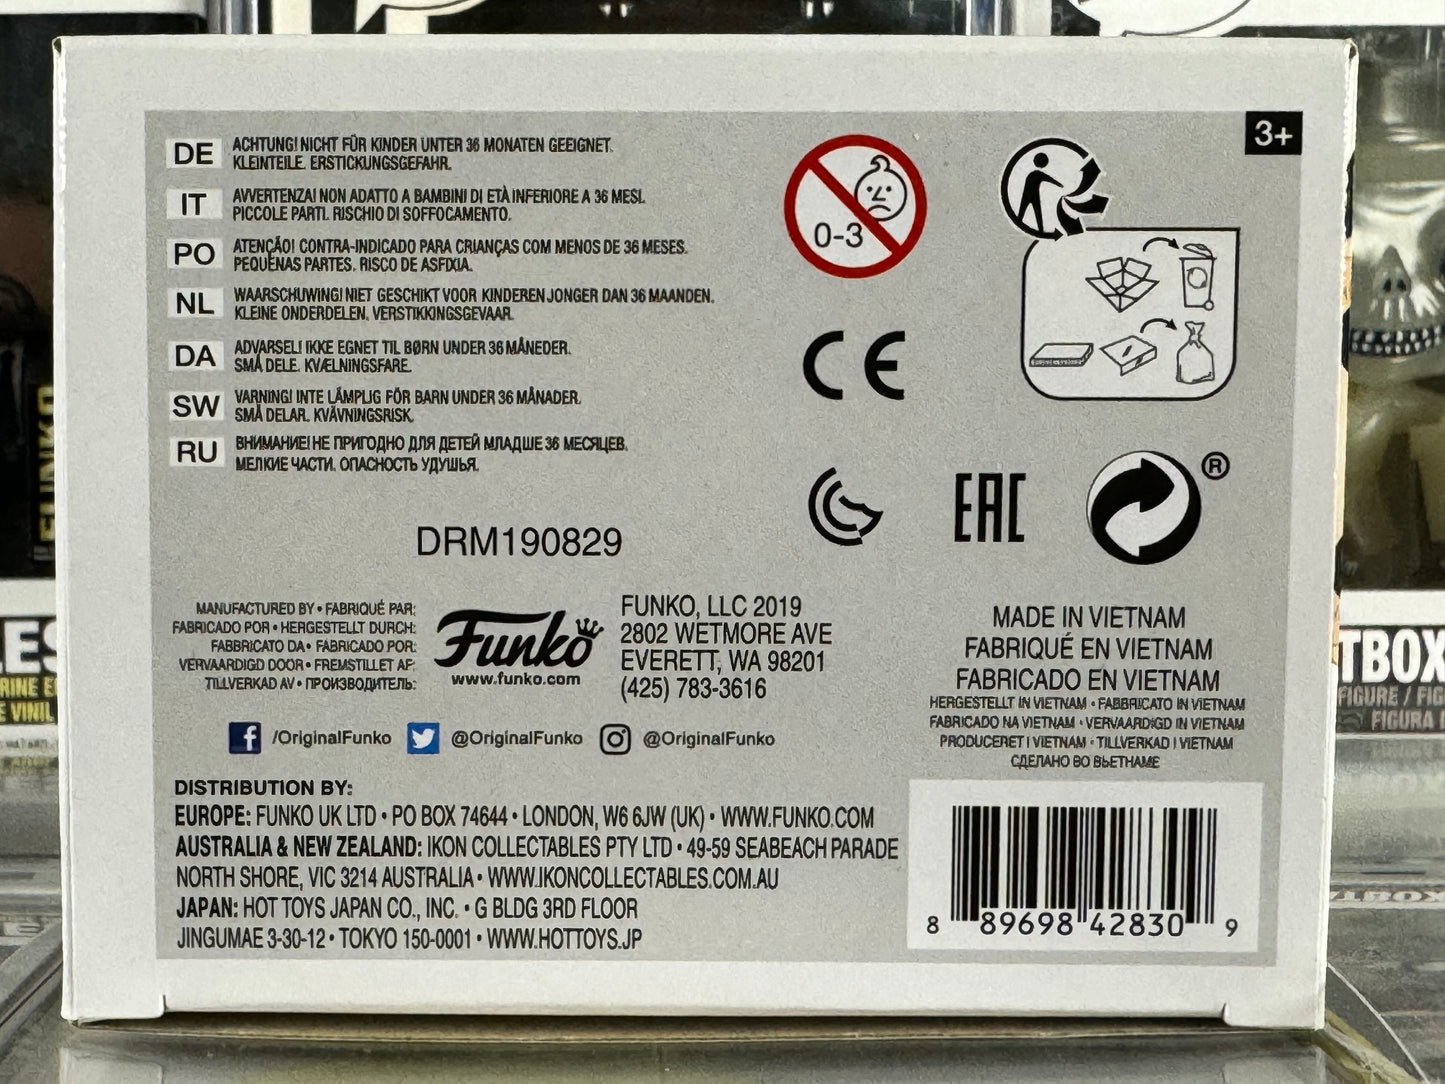 3+
DE ACHTUNG! NICHT FÜR KINDER UNTER 36 MONATEN GEEIGNET.
KLEINTEILE. ERSTICKUNGSGEFAHR.
IT AVVERTENZA! NON ADATTO A BAMBINI DI ETÀ INFERIORE A 36 MESI.
PICCOLE PARTI. RISCHIO DI SOFFOCAMENTO.
PO ATENÇÃO! CONTRA-INDICADO PARA CRIANÇAS COM MENOS DE 36 MESES.
PEQUENAS PARTES. RISCO DE ASFIXIA.
NL WAARSCHUWING! NIET GESCHIKT VOOR KINDEREN JONGER DAN 36 MAANDEN.
KLEINE ONDERDELEN. VERSTIKKINGSGEVAAR.
DA ADVARSEL! IKKE EGNET TIL BØRN UNDER 36 MÅNEDER.
SMÅ DELE. KVÆLNINGSFARE.
SW VARNING! INTE LÄMPLIG FÖR BARN UNDER 36 MÅNADER.
SMÅ DELAR. KVÄVNINGSRISK.
RU ВНИМАНИЕ! НЕ ПРИГОДНО ДЛЯ ДЕТЕЙ МЛАДШЕ 36 МЕСЯЦЕВ.
МЕЛКИЕ ЧАСТИ. ОПАСНОСТЬ УДУШЬЯ.
0-3
CE
EAC
®
DRM190829
MANUFACTURED BY • FABRIQUÉ PAR:
FABRICADO POR • HERGESTELLT DURCH:
FABBRICATO DA • FABRICADO POR:
VERVAARDIGD DOOR • FREMSTILLET AF:
TILLVERKAD AV • ПРОИЗВОДИТЕЛЬ:
Funko
www.funko.com
FUNKO, LLC 2019
2802 WETMORE AVE
EVERETT, WA 98201
(425) 783-3616
MADE IN VIETNAM
FABRIQUÉ EN VIETNAM
FABRICADO EN VIETNAM
HERGESTELLT IN VIETNAM • FABBRICATO IN VIETNAM
FABRICADO NA VIETNAM • VERVAARDIGD IN VIETNAM
PRODUCERET I VIETNAM • TILLVERKAD I VIETNAM
СДЕЛАНО ВО ВЬЕТНАМЕ
/OriginalFunko @OriginalFunko @OriginalFunko
DISTRIBUTION BY:
EUROPE: FUNKO UK LTD • PO BOX 74644 • LONDON, W6 6JW (UK) • WWW.FUNKO.COM
AUSTRALIA & NEW ZEALAND: IKON COLLECTABLES PTY LTD • 49-59 SEABEACH PARADE
NORTH SHORE, VIC 3214 AUSTRALIA • WWW.IKONCOLLECTABLES.COM.AU
JAPAN: HOT TOYS JAPAN CO., INC. • G BLDG 3RD FLOOR
JINGUMAE 3-30-12 • TOKYO 150-0001 • WWW.HOTTOYS.JP
8 89698 42830 9
FUNKO
LES
RINE E
E VINIL
TBOX
FIGURE / FIG
FIGURA